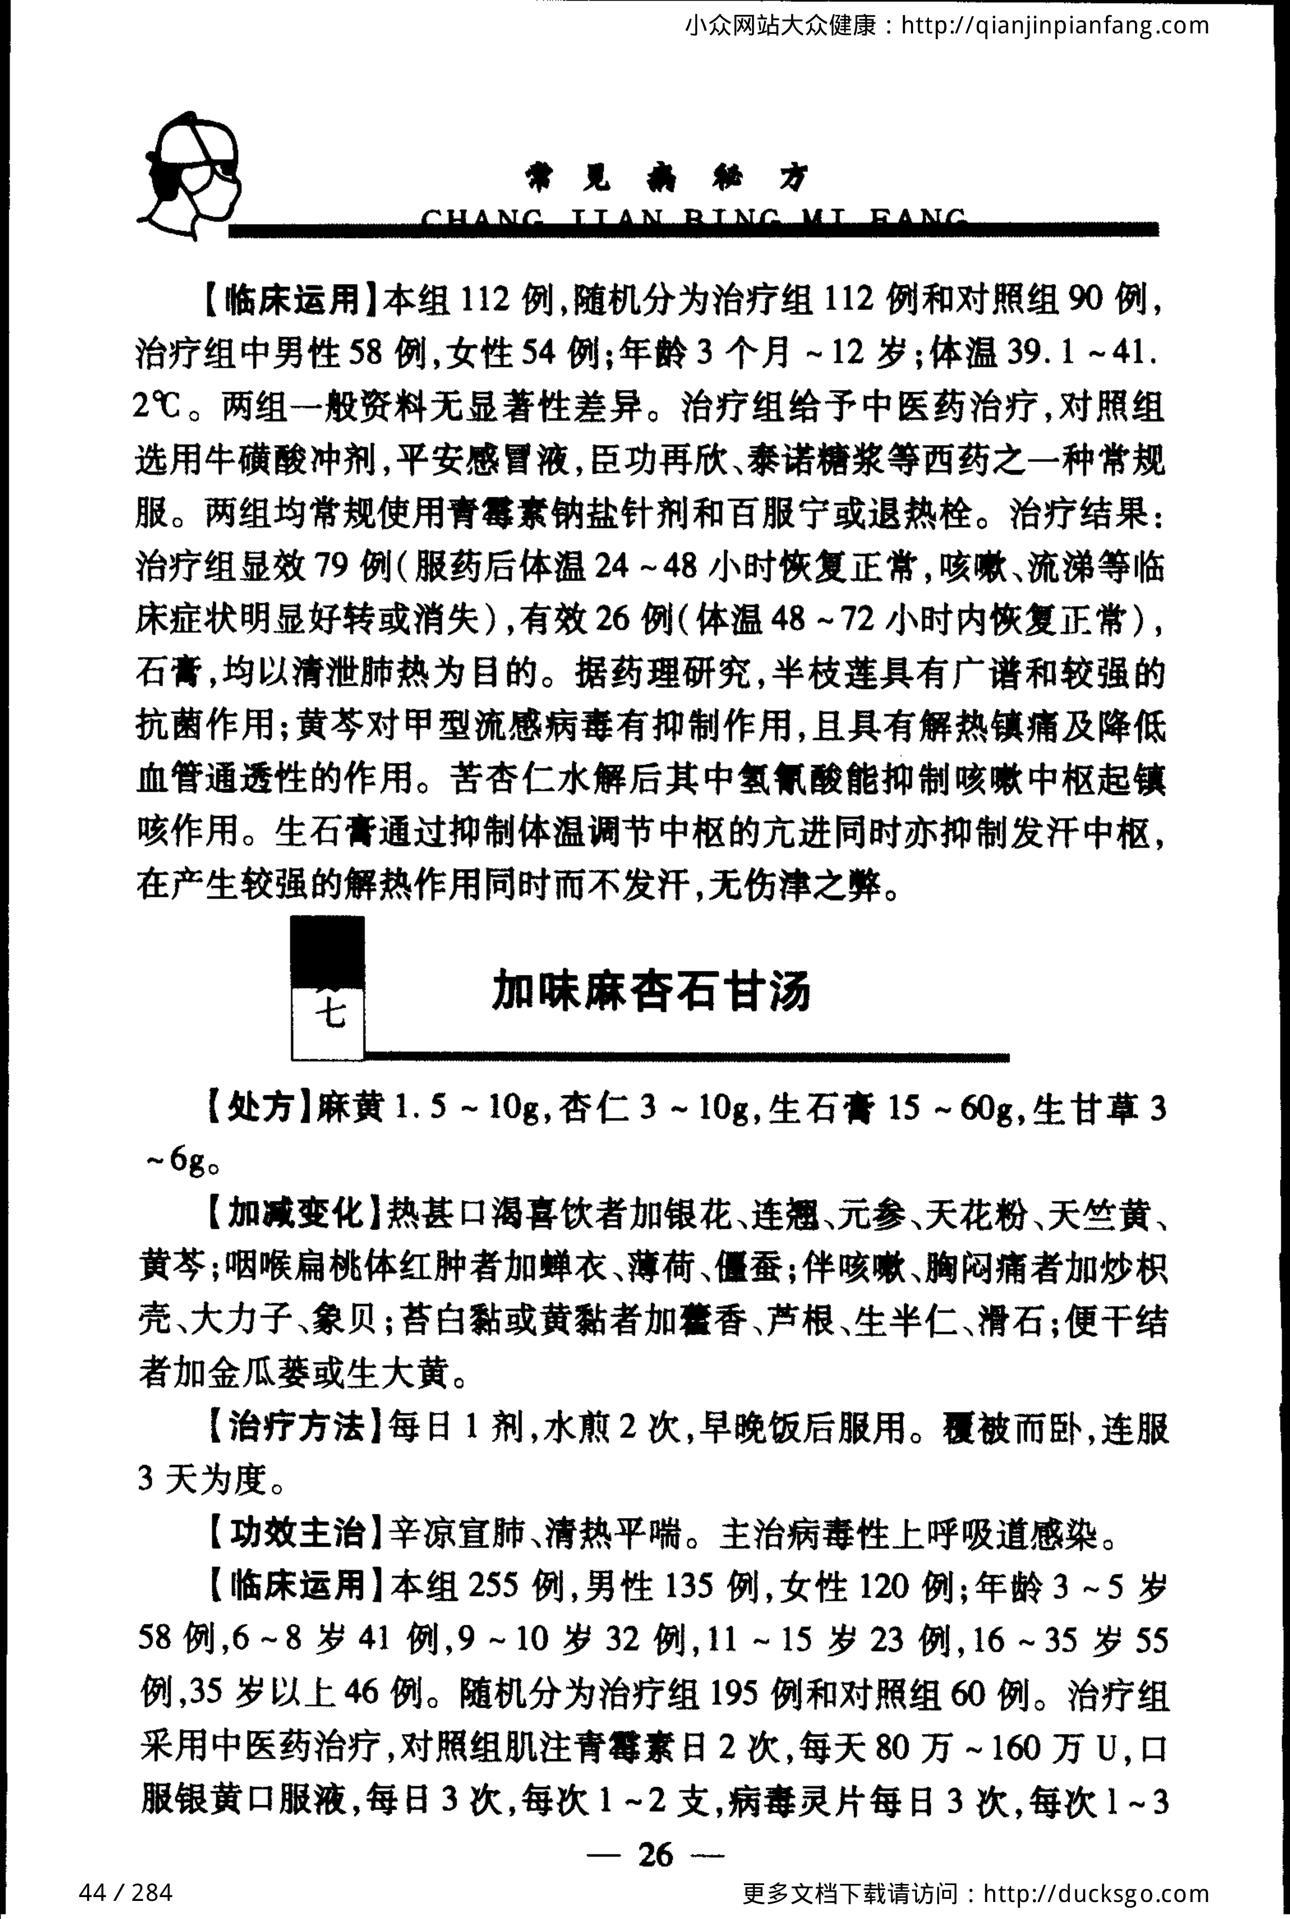 小众网站大众健康：http://qianjinpianfang.com
常见病秘方
CHANG JIAN BING MI FANG
【临床运用】本组 112 例,随机分为治疗组 112 例和对照组 90 例,
治疗组中男性 58 例,女性 54 例;年龄 3 个月 ~ 12 岁;体温 39.1 ~ 41.
2℃。两组一般资料无显著性差异。治疗组给予中医药治疗,对照组
选用牛磺酸冲剂,平安感冒液,臣功再欣、泰诺糖浆等西药之一种常规
服。两组均常规使用青霉素钠盐针剂和百服宁或退热栓。治疗结果:
治疗组显效 79 例(服药后体温 24 ~ 48 小时恢复正常,咳嗽、流涕等临
床症状明显好转或消失),有效 26 例(体温 48 ~ 72 小时内恢复正常),
石膏,均以清泄肺热为目的。据药理研究,半枝莲具有广谱和较强的
抗菌作用;黄芩对甲型流感病毒有抑制作用,且具有解热镇痛及降低
血管通透性的作用。苦杏仁水解后其中氢氰酸能抑制咳嗽中枢起镇
咳作用。生石膏通过抑制体温调节中枢的亢进同时亦抑制发汗中枢,
在产生较强的解热作用同时而不发汗,无伤津之弊。
七
加味麻杏石甘汤
【处方】麻黄 1.5 ~ 10g,杏仁 3 ~ 10g,生石膏 15 ~ 60g,生甘草 3
~ 6g。
【加减变化】热甚口渴喜饮者加银花、连翘、元参、天花粉、天竺黄、
黄芩;咽喉扁桃体红肿者加蝉衣、薄荷、僵蚕;伴咳嗽、胸闷痛者加炒枳
壳、大力子、象贝;苔白黏或黄黏者加藿香、芦根、生半仁、滑石;便干结
者加金瓜蒌或生大黄。
【治疗方法】每日 1 剂,水煎 2 次,早晚饭后服用。覆被而卧,连服
3 天为度。
【功效主治】辛凉宣肺、清热平喘。主治病毒性上呼吸道感染。
【临床运用】本组 255 例,男性 135 例,女性 120 例;年龄 3 ~ 5 岁
58 例,6 ~ 8 岁 41 例,9 ~ 10 岁 32 例,11 ~ 15 岁 23 例,16 ~ 35 岁 55
例,35 岁以上 46 例。随机分为治疗组 195 例和对照组 60 例。治疗组
采用中医药治疗,对照组肌注青霉素日 2 次,每天 80 万 ~ 160 万 U,口
服银黄口服液,每日 3 次,每次 1 ~ 2 支,病毒灵片每日 3 次,每次 1 ~ 3
— 26 —
44 / 284
更多文档下载请访问：http://ducksgo.com